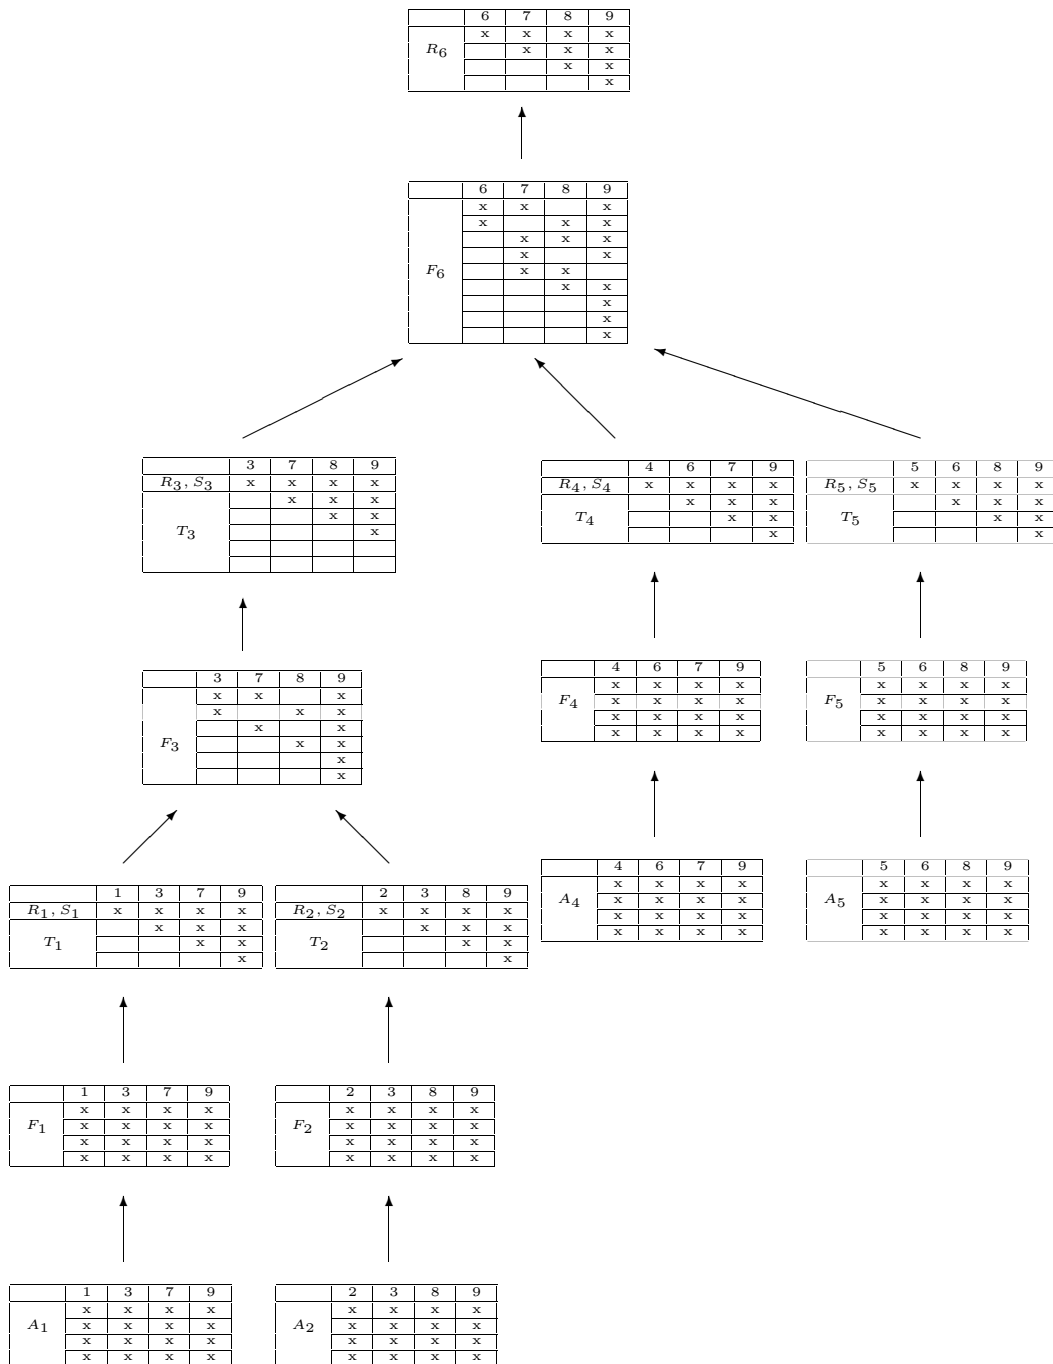 6 7 8 9
x x x x
R6 x x x
x x
x
6 7 8 9
x x x
x x x
x x x
x x
F6 x x
x x
x
x
x
3 7 8 9
R3, S3 x x x x
x x x
x x
T3 x
4 6 7 9
R4, S4 x x x x
x x x
T4 x x
x
5 6 8 9
R5, S5 x x x x
x x x
T5 x x
x
3 7 8 9
x x x
x x x
x x
F3 x x
x
x
4 6 7 9
x x x x
F4 x x x x
x x x x
x x x x
5 6 8 9
x x x x
F5 x x x x
x x x x
x x x x
1 3 7 9
R1, S1 x x x x
x x x
T1 x x
x
2 3 8 9
R2, S2 x x x x
x x x
T2 x x
x
4 6 7 9
x x x x
A4 x x x x
x x x x
x x x x
5 6 8 9
x x x x
A5 x x x x
x x x x
x x x x
1 3 7 9
x x x x
F1 x x x x
x x x x
x x x x
2 3 8 9
x x x x
F2 x x x x
x x x x
x x x x
1 3 7 9
x x x x
A1 x x x x
x x x x
x x x x
2 3 8 9
x x x x
A2 x x x x
x x x x
x x x x